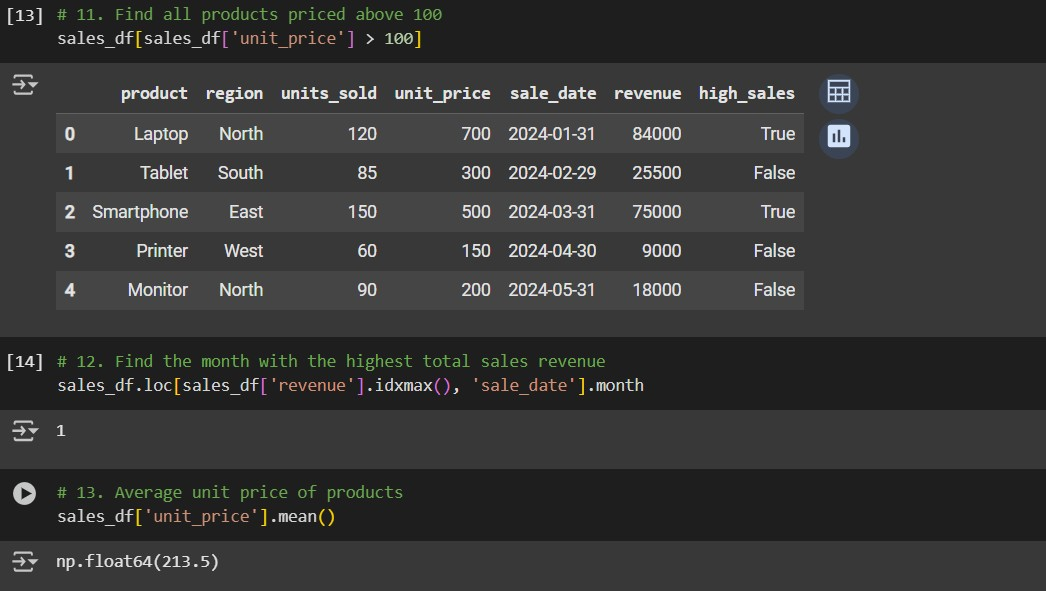 [13] # 11. Find all products priced above 100
sales_df[sales_df['unit_price'] > 100]
product region units_sold unit_price sale_date revenue high_sales
0 Laptop North 120 700 2024-01-31 84000 True
1 Tablet South 85 300 2024-02-29 25500 False
2 Smartphone East 150 500 2024-03-31 75000 True
3 Printer West 60 150 2024-04-30 9000 False
4 Monitor North 90 200 2024-05-31 18000 False
[14] # 12. Find the month with the highest total sales revenue
sales_df.loc[sales_df['revenue'].idxmax(), 'sale_date'].month
1
# 13. Average unit price of products
sales_df['unit_price'].mean()
np.float64(213.5)